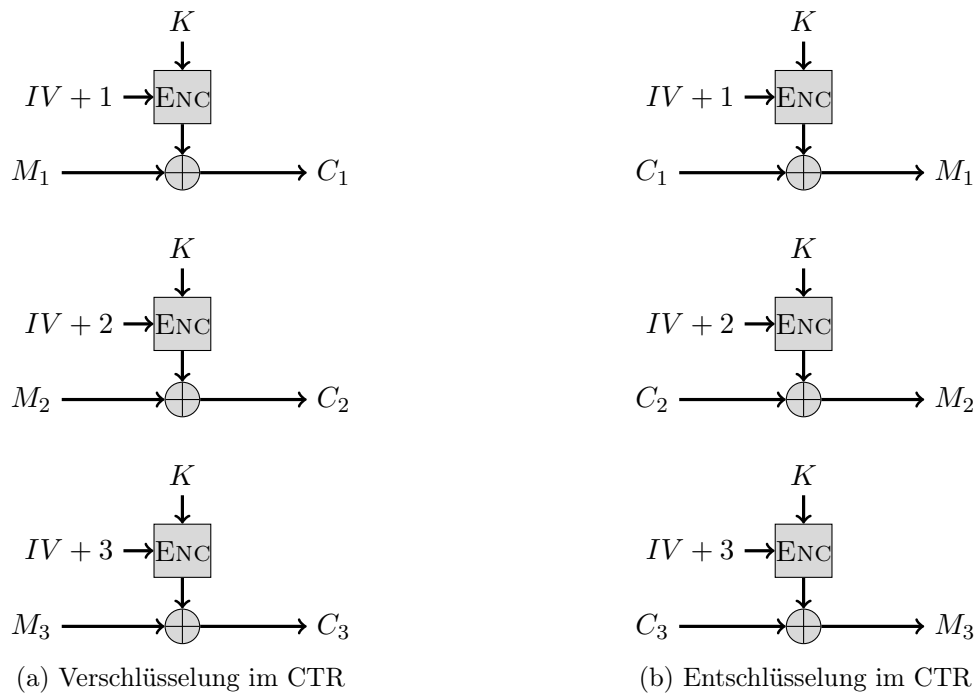 K K
IV + 1 ENC IV + 1 ENC
M₁ C₁ C₁ M₁
K K
IV + 2 ENC IV + 2 ENC
M₂ C₂ C₂ M₂
K K
IV + 3 ENC IV + 3 ENC
M₃ C₃ C₃ M₃
(a) Verschlüsselung im CTR (b) Entschlüsselung im CTR